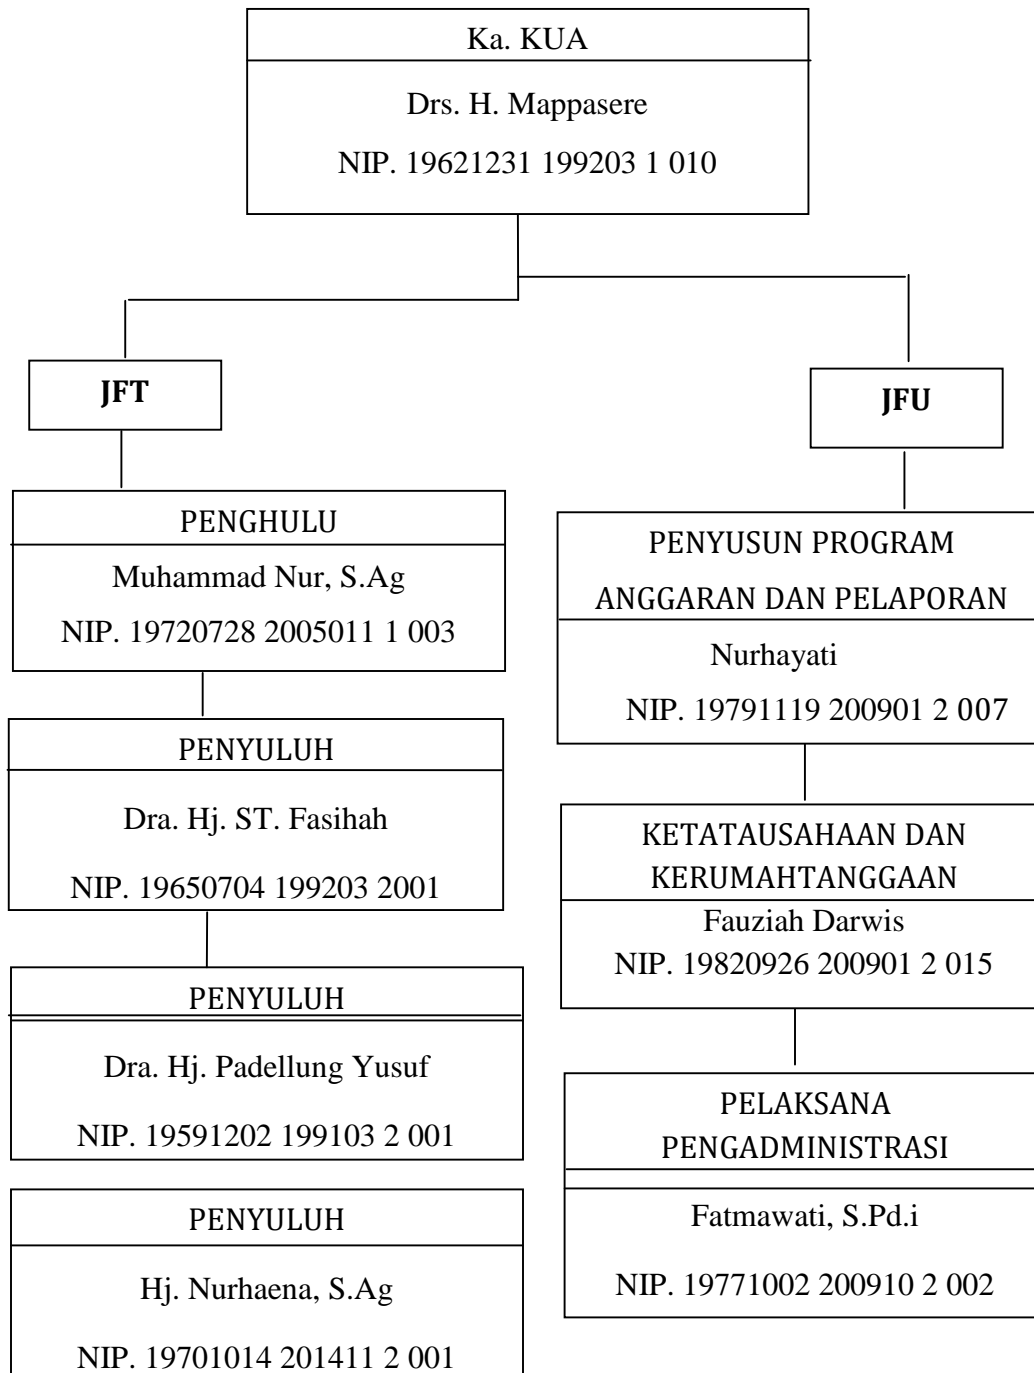 Ka. KUA
Drs. H. Mappasere
NIP. 19621231 199203 1 010
JFT
PENGHULU
Muhammad Nur, S.Ag
NIP. 19720728 2005011 1 003
PENYULUH
Dra. Hj. ST. Fasihah
NIP. 19650704 199203 2001
PENYULUH
Dra. Hj. Padellung Yusuf
NIP. 19591202 199103 2 001
PENYULUH
Hj. Nurhaena, S.Ag
NIP. 19701014 201411 2 001
JFU
PENYUSUN PROGRAM
ANGGARAN DAN PELAPORAN
Nurhayati
NIP. 19791119 200901 2 007
KETATAUSAHAAN DAN
KERUMAHTANGGAAN
Fauziah Darwis
NIP. 19820926 200901 2 015
PELAKSANA
PENGADMINISTRASI
Fatmawati, S.Pd.i
NIP. 19771002 200910 2 002